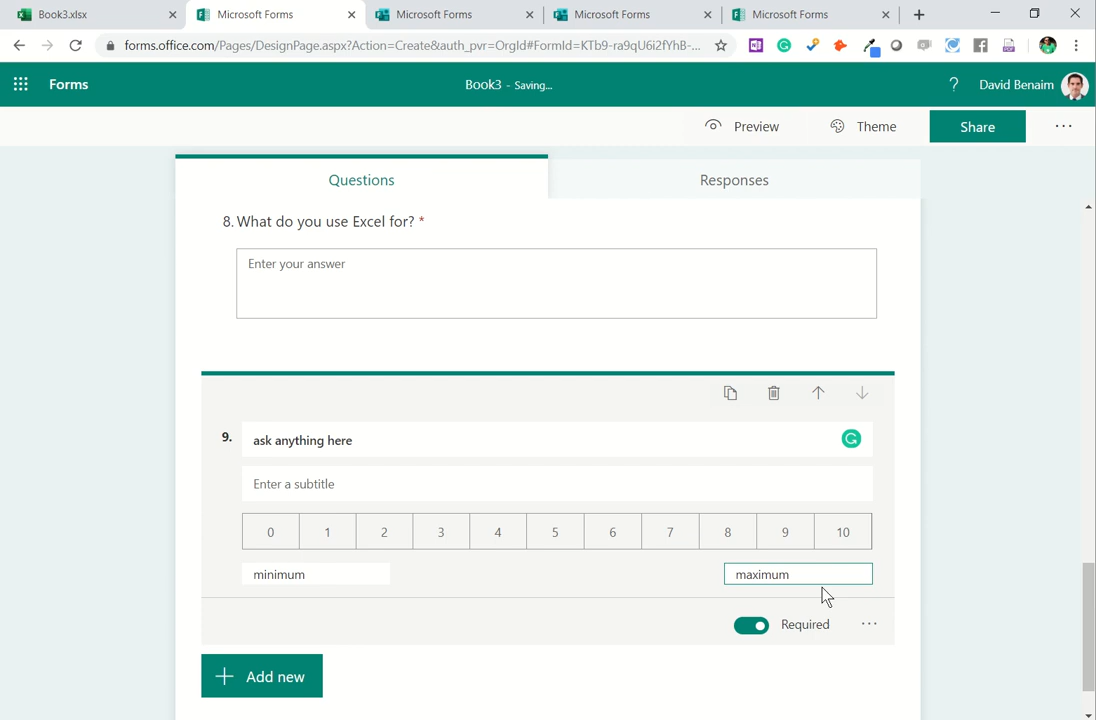 Book3.xlsx
Microsoft Forms
Microsoft Forms
Microsoft Forms
Microsoft Forms
forms.office.com/Pages/DesignPage.aspx?Action=Create&auth_pvr=OrgId#FormId=KTb9-ra9qU6i2fYhB-...
Forms
Book3 - Saving...
? David Benaim
Preview
Theme
Share
Questions
Responses
8. What do you use Excel for? *
Enter your answer
9. ask anything here
Enter a subtitle
0 1 2 3 4 5 6 7 8 9 10
minimum
maximum
Required
Add new